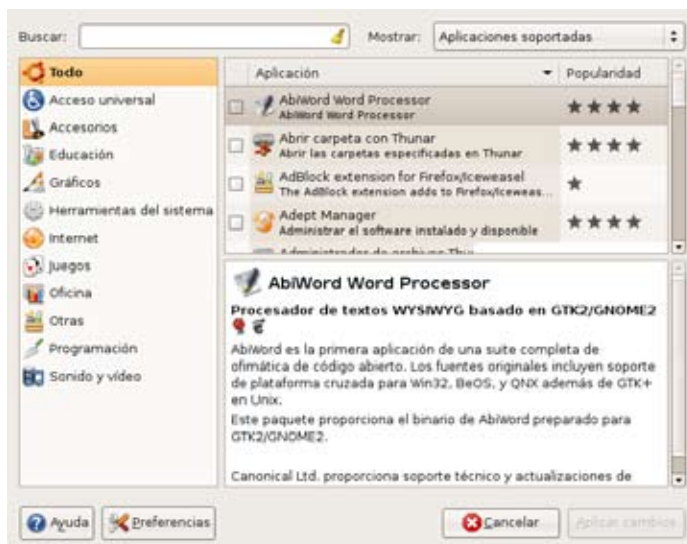 Buscar:
Mostrar: Aplicaciones soportadas
Todo
Acceso universal
Accesorios
Educación
Gráficos
Herramientas del sistema
Internet
Juegos
Oficina
Otras
Programación
Sonido y vídeo
Aplicación Popularidad
AbiWord Word Processor
AbiWord Word Processor
Abrir carpeta con Thunar
Abrir las carpetas especificadas en Thunar
AdBlock extension for Firefox/Iceweasel
The AdBlock extension adds to Firefox/Iceweas...
Adept Manager
Administrar el software instalado y disponible
Administrador de archivos Thu
AbiWord Word Processor
Procesador de textos WYSIWYG basado en GTK2/GNOME2
AbiWord es la primera aplicación de una suite completa de
ofimática de código abierto. Los fuentes originales incluyen soporte
de plataforma cruzada para Win32, BeOS, y QNX además de GTK+
en Unix.
Este paquete proporciona el binario de AbiWord preparado para
GTK2/GNOME2.
Canonical Ltd. proporciona soporte técnico y actualizaciones de
Ayuda
Preferencias
Cancelar
Aplicar cambios